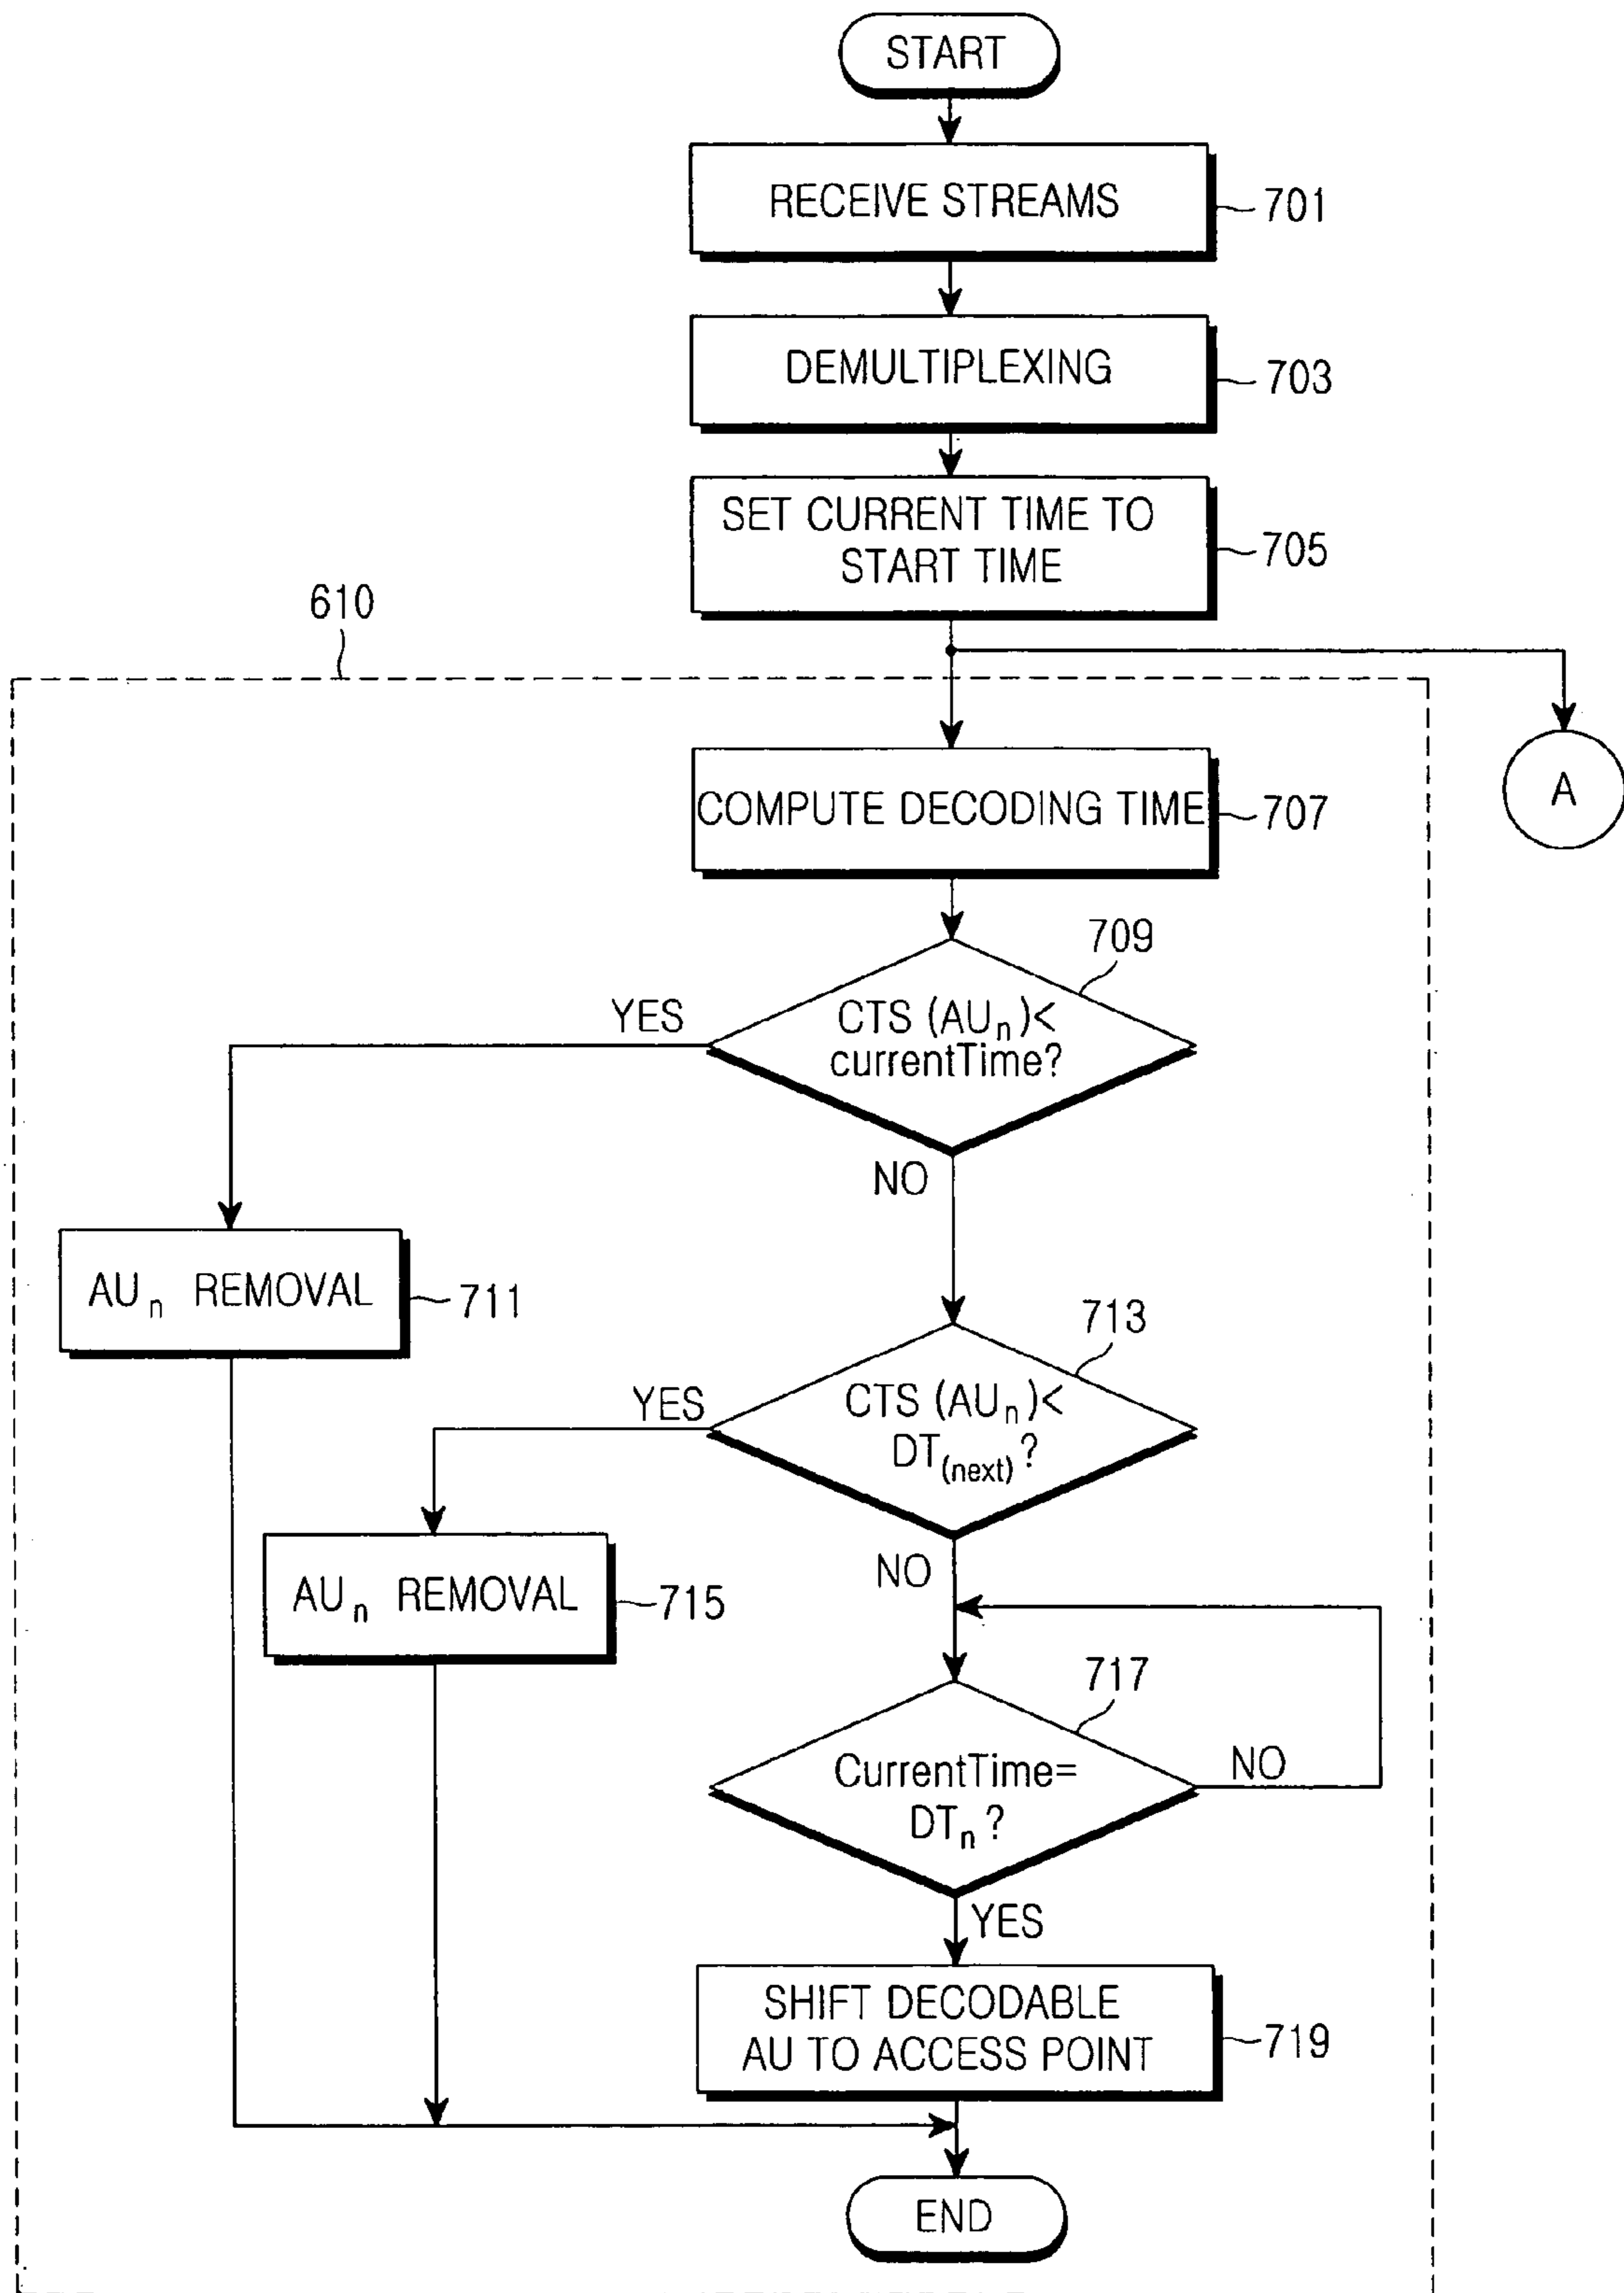 START
RECEIVE STREAMS
701
DEMULTIPLEXING
703
SET CURRENT TIME TO
START TIME
705
610
A
COMPUTE DECODING TIME
707
709
CTS (AUn)<
currentTime?
YES
NO
AUn REMOVAL
711
713
CTS (AUn)<
DT(next) ?
YES
NO
AUn REMOVAL
715
717
CurrentTime=
DTn ?
NO
YES
SHIFT DECODABLE
AU TO ACCESS POINT
719
END